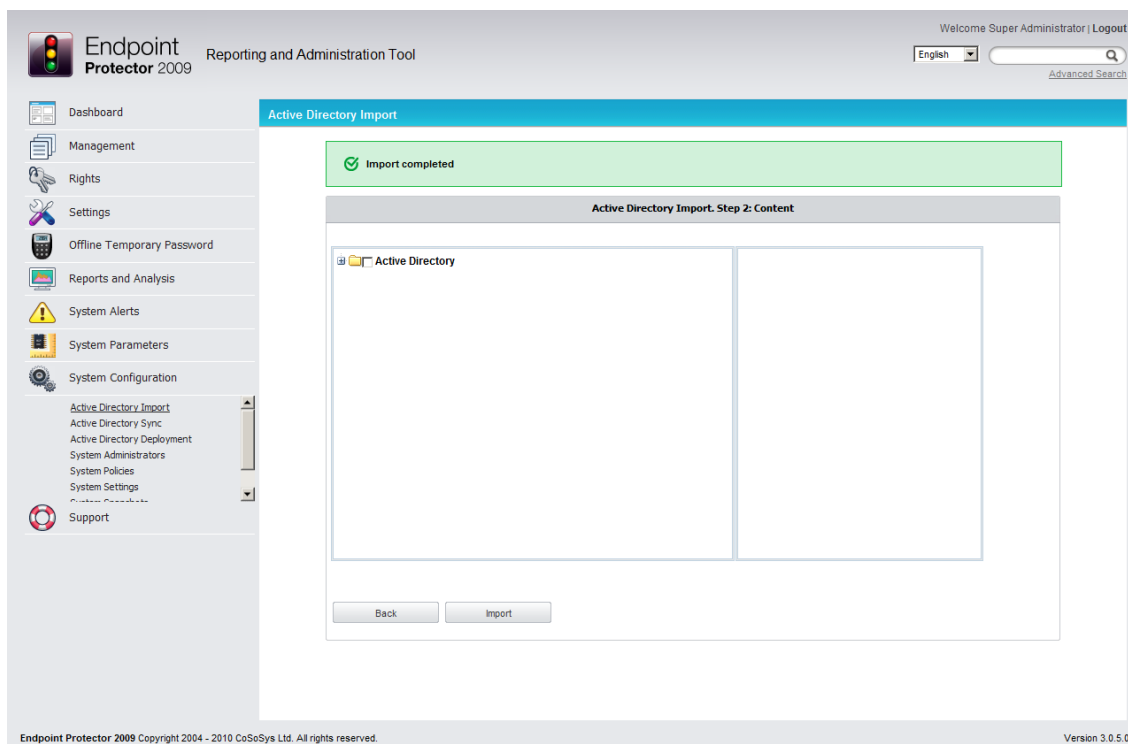 Welcome Super Administrator | Logout
Endpoint
Protector 2009
Reporting and Administration Tool
English
Advanced Search
Dashboard
Management
Rights
Settings
Offline Temporary Password
Reports and Analysis
System Alerts
System Parameters
System Configuration
Active Directory Import
Active Directory Sync
Active Directory Deployment
System Administrators
System Policies
System Settings
System Snapshots
Support
Active Directory Import
Import completed
Active Directory Import. Step 2: Content
Active Directory
Back
Import
Endpoint Protector 2009 Copyright 2004 - 2010 CoSoSys Ltd. All rights reserved.
Version 3.0.5.0